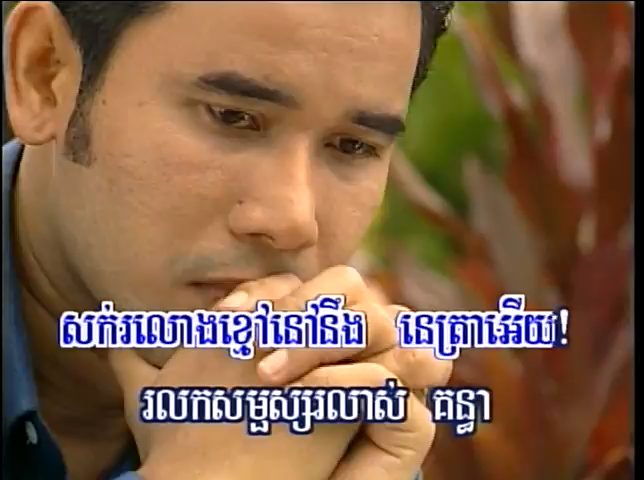 សក់រលោងខ្មៅនៅនឹង នេត្រាអើយ!
រលកសម្ផស្សរលាស់ គន្ធា